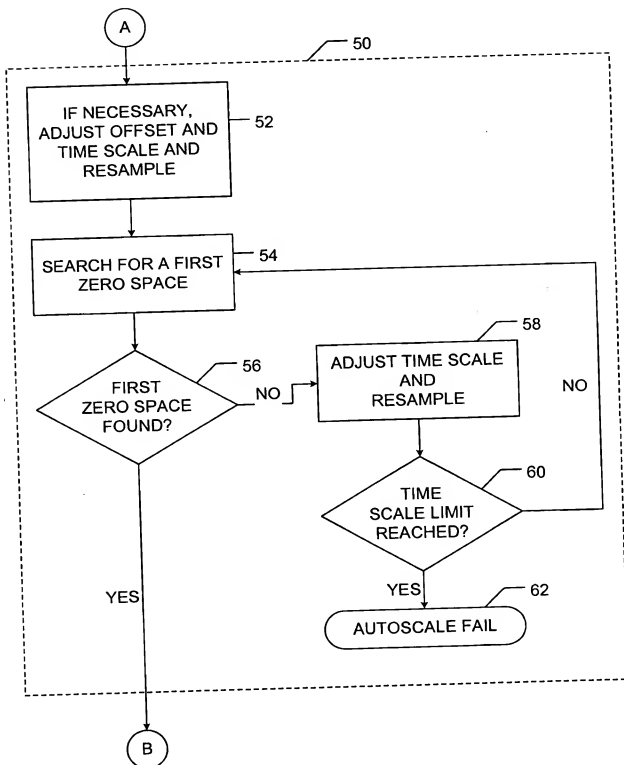 A
50
IF NECESSARY,
ADJUST OFFSET AND
TIME SCALE AND
RESAMPLE
52
SEARCH FOR A FIRST
ZERO SPACE
54
FIRST
ZERO SPACE
FOUND?
56
NO
ADJUST TIME SCALE
AND
RESAMPLE
58
NO
TIME
SCALE LIMIT
REACHED?
60
YES
YES
AUTOSCALE FAIL
62
B